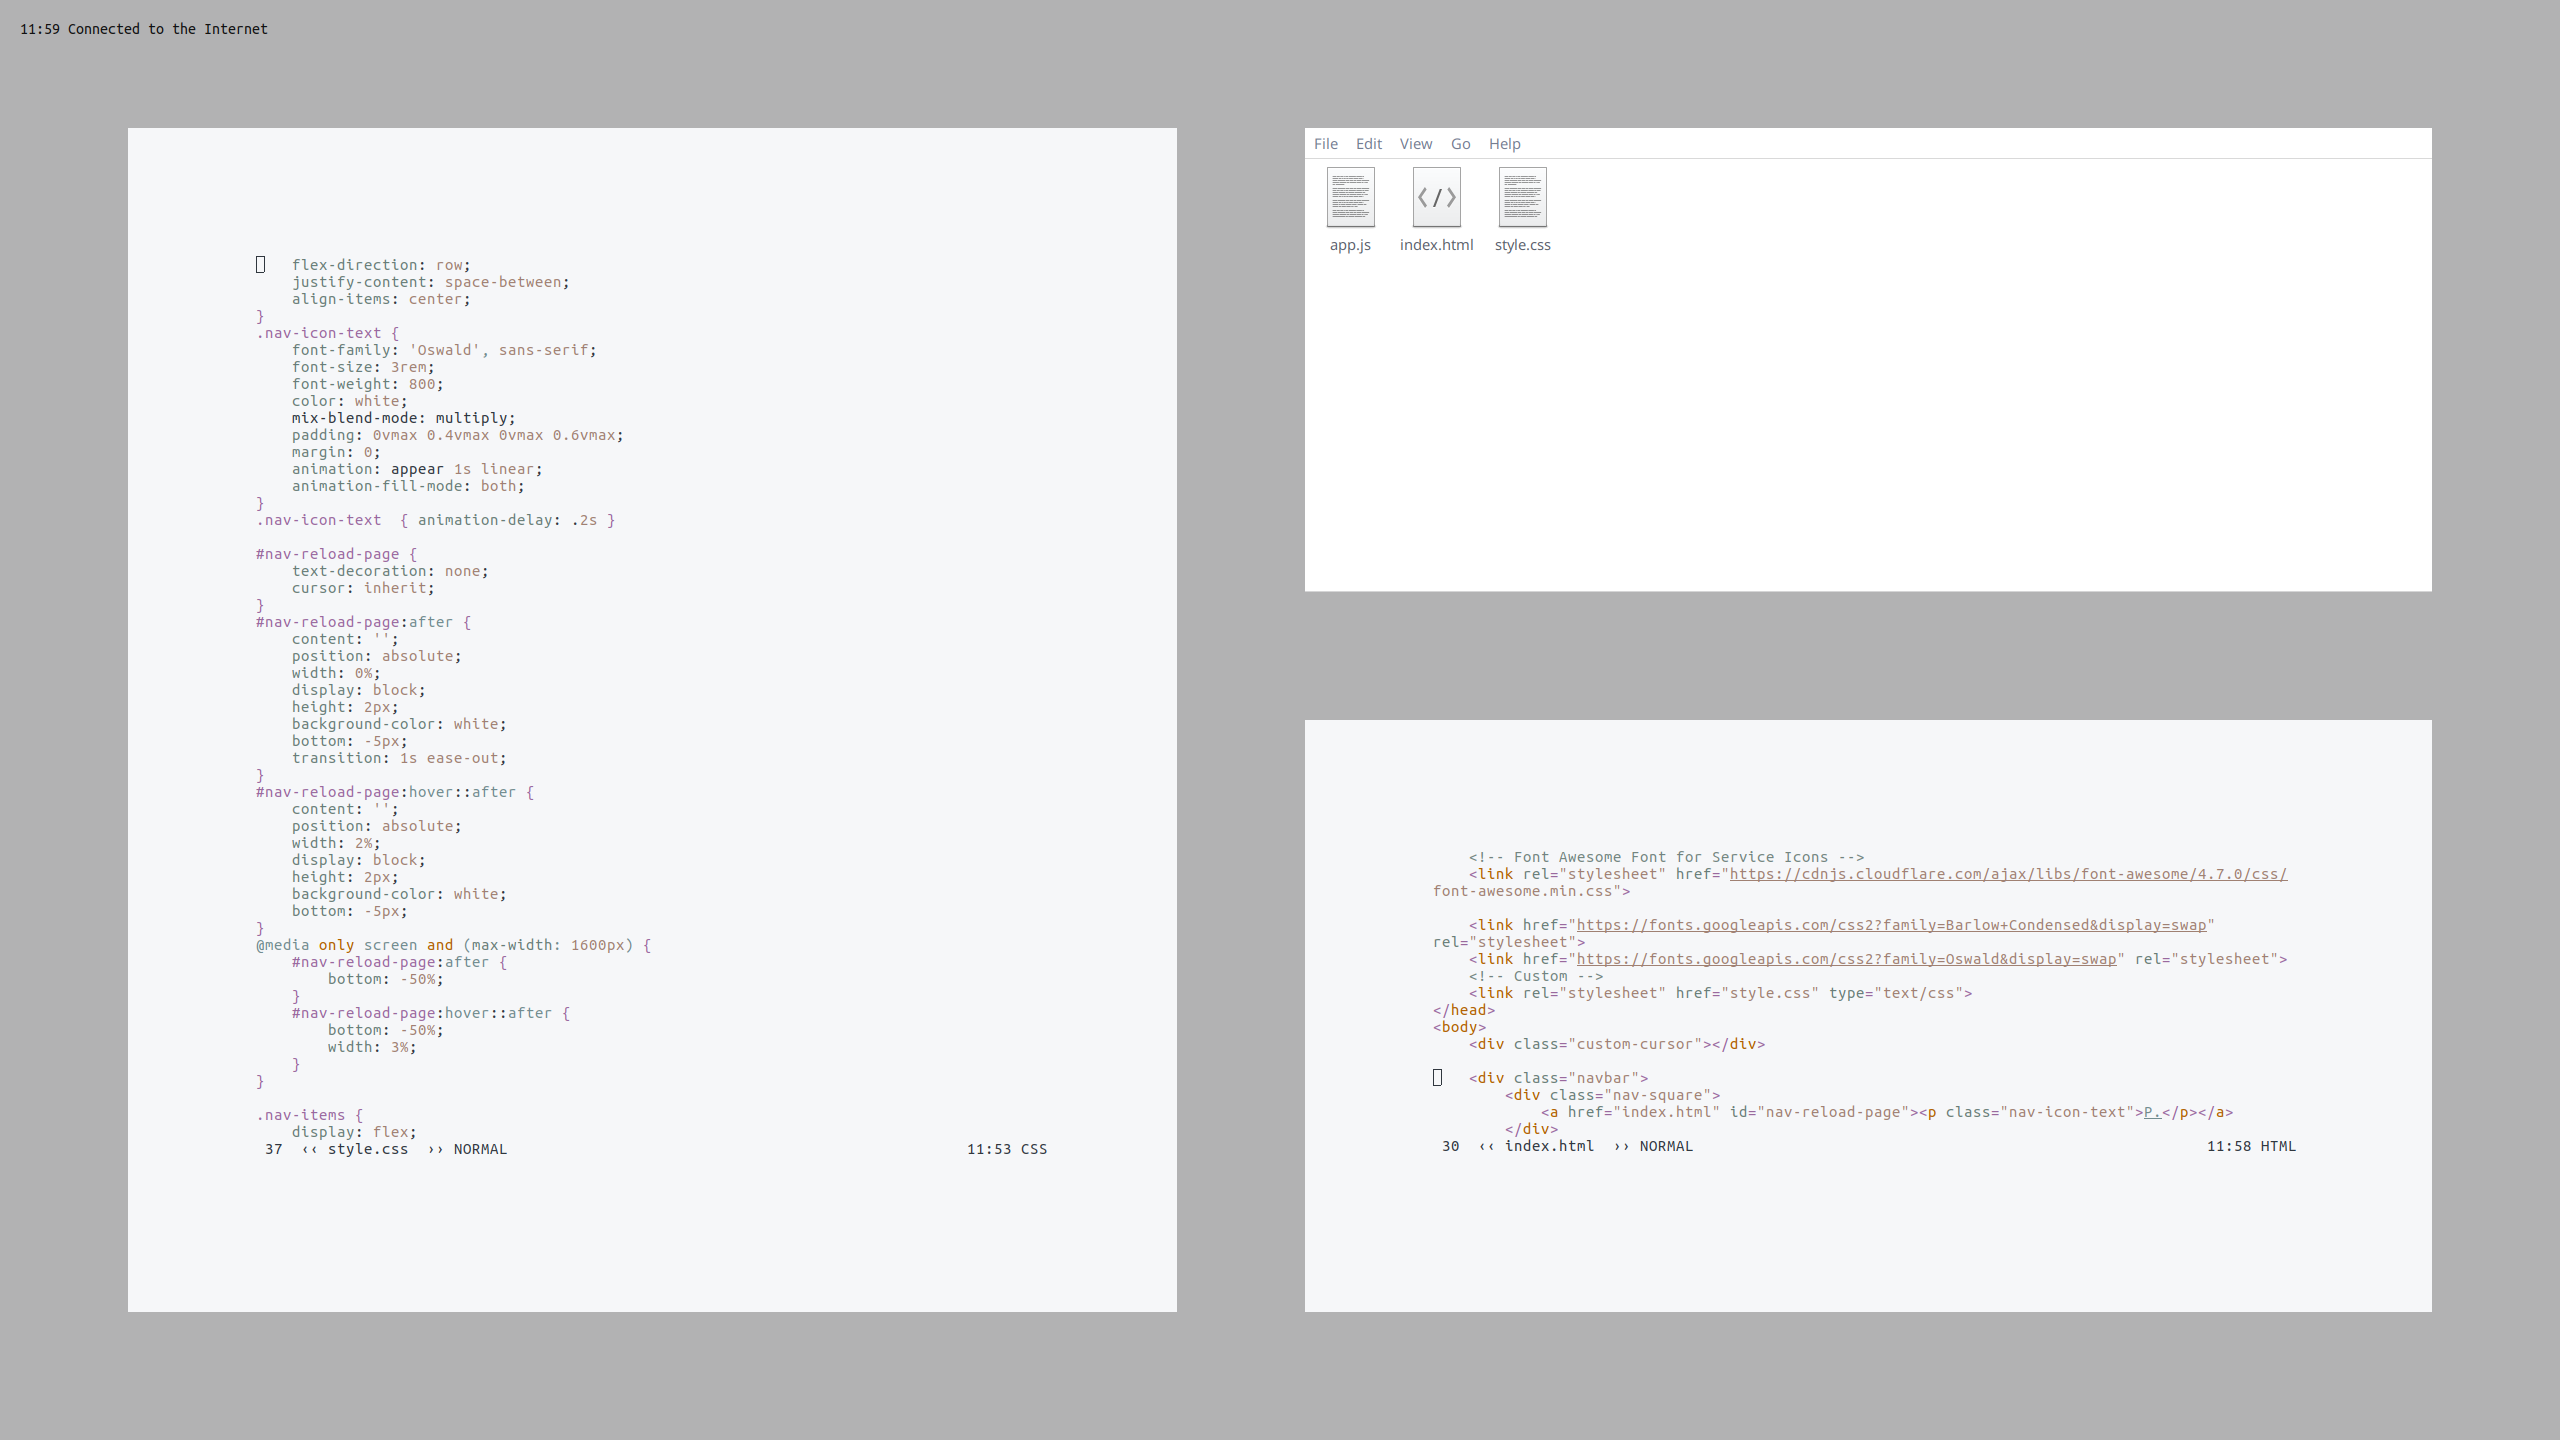 11:59 Connected to the Internet
flex-direction: row;
justify-content: space-between;
align-items: center;
}
.nav-icon-text {
font-family: 'Oswald', sans-serif;
font-size: 3rem;
font-weight: 800;
color: white;
mix-blend-mode: multiply;
padding: 0vmax 0.4vmax 0vmax 0.6vmax;
margin: 0;
animation: appear 1s linear;
animation-fill-mode: both;
}
.nav-icon-text  { animation-delay: .2s }
#nav-reload-page {
text-decoration: none;
cursor: inherit;
}
#nav-reload-page:after {
content: '';
position: absolute;
width: 0%;
display: block;
height: 2px;
background-color: white;
bottom: -5px;
transition: 1s ease-out;
}
#nav-reload-page:hover::after {
content: '';
position: absolute;
width: 2%;
display: block;
height: 2px;
background-color: white;
bottom: -5px;
}
@media only screen and (max-width: 1600px) {
#nav-reload-page:after {
bottom: -50%;
}
#nav-reload-page:hover::after {
bottom: -50%;
width: 3%;
}
}
.nav-items {
display: flex;
37 ‹‹ style.css ›› NORMAL 11:53 CSS
File Edit View Go Help
app.js index.html style.css
<!-- Font Awesome Font for Service Icons -->
<link rel="stylesheet" href="https://cdnjs.cloudflare.com/ajax/libs/font-awesome/4.7.0/css/
font-awesome.min.css">
<link href="https://fonts.googleapis.com/css2?family=Barlow+Condensed&display=swap"
rel="stylesheet">
<link href="https://fonts.googleapis.com/css2?family=Oswald&display=swap" rel="stylesheet">
<!-- Custom -->
<link rel="stylesheet" href="style.css" type="text/css">
</head>
<body>
<div class="custom-cursor"></div>
<div class="navbar">
<div class="nav-square">
<a href="index.html" id="nav-reload-page"><p class="nav-icon-text">P.</p></a>
</div>
30 ‹‹ index.html ›› NORMAL 11:58 HTML